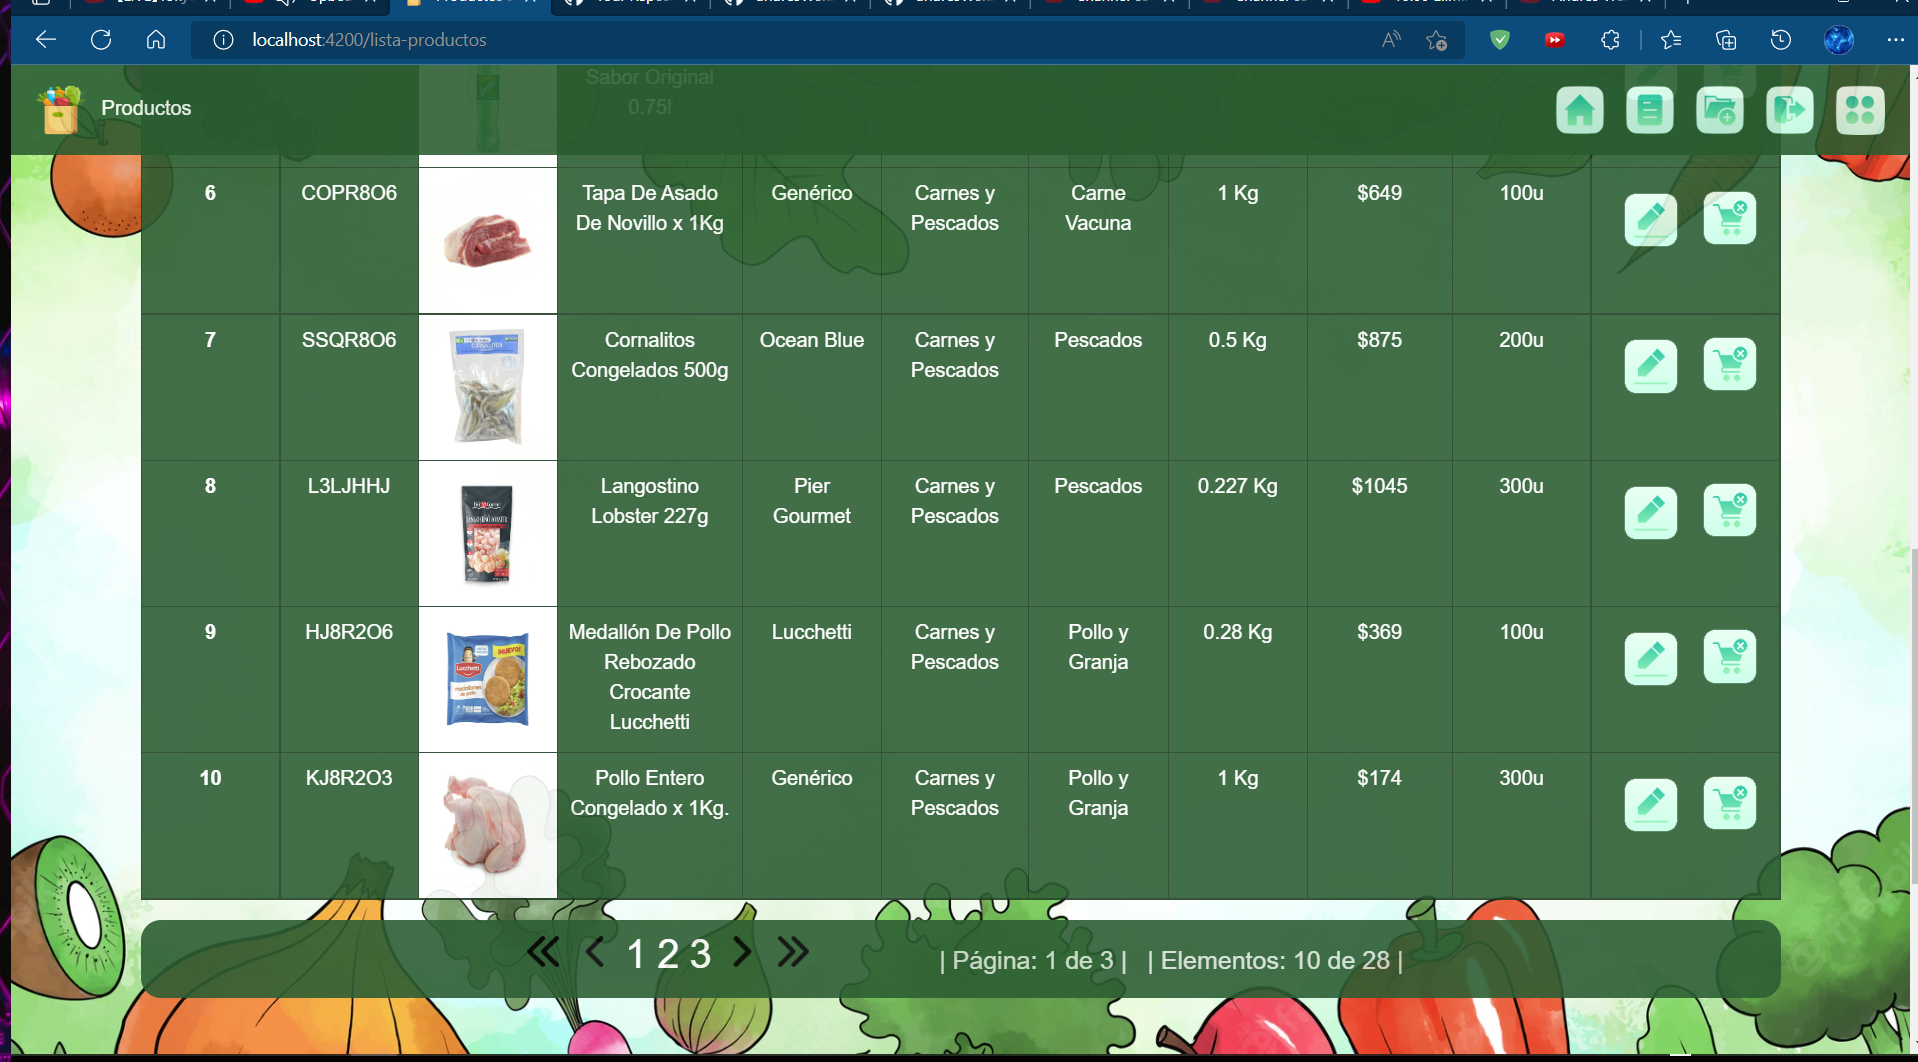 localhost:4200/lista-productos
Productos
Sabor Original
0.75l
6 COPR8O6 Tapa De Asado Genérico Carnes y Carne 1 Kg $649 100u
De Novillo x 1Kg Pescados Vacuna
7 SSQR8O6 Cornalitos Ocean Blue Carnes y Pescados 0.5 Kg $875 200u
Congelados 500g Pescados
8 L3LJHHJ Langostino Pier Carnes y Pescados 0.227 Kg $1045 300u
Lobster 227g Gourmet Pescados
9 HJ8R2O6 Medallón De Pollo Lucchetti Carnes y Pollo y 0.28 Kg $369 100u
Rebozado Pescados Granja
Crocante
Lucchetti
¡NUEVO!
Lucchetti
medallones
de pollo
10 KJ8R2O3 Pollo Entero Genérico Carnes y Pollo y 1 Kg $174 300u
Congelado x 1Kg. Pescados Granja
« < 1 2 3 > » | Página: 1 de 3 | | Elementos: 10 de 28 |